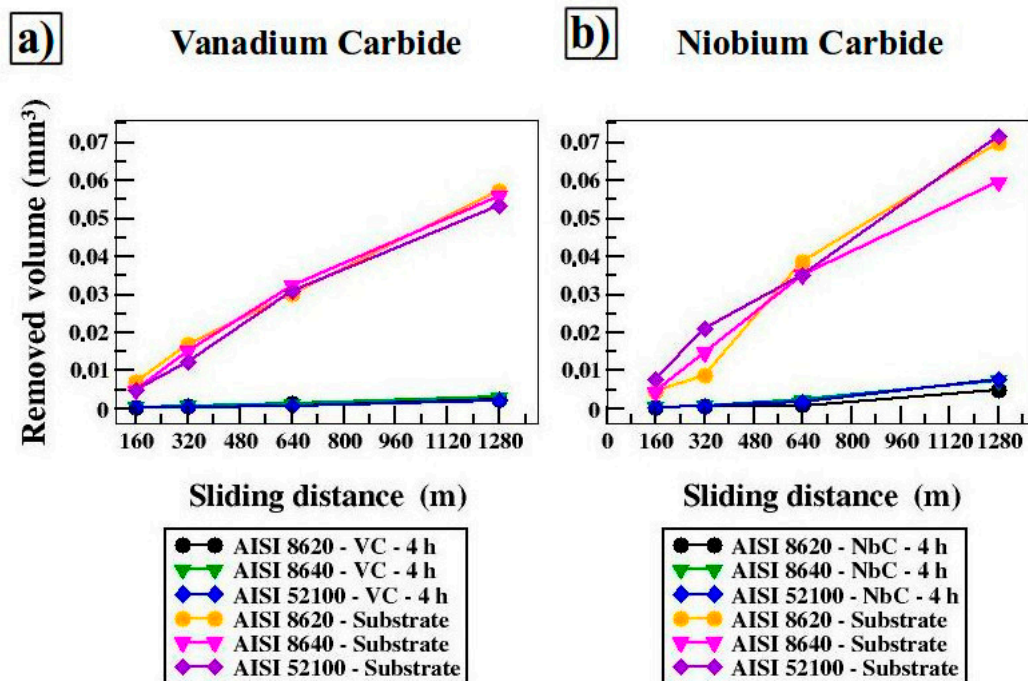 a)
Vanadium Carbide
b)
Niobium Carbide
Removed volume (mm³)
0.07
0.06
0.05
0.04
0.03
0.02
0.01
0
160 320 480 640 800 960 1120 1280
Sliding distance (m)
AISI 8620 - VC - 4 h
AISI 8640 - VC - 4 h
AISI 52100 - VC - 4 h
AISI 8620 - Substrate
AISI 8640 - Substrate
AISI 52100 - Substrate
0.07
0.06
0.05
0.04
0.03
0.02
0.01
0
0 160 320 480 640 800 960 1120 1280
Sliding distance (m)
AISI 8620 - NbC - 4 h
AISI 8640 - NbC - 4 h
AISI 52100 - NbC - 4 h
AISI 8620 - Substrate
AISI 8640 - Substrate
AISI 52100 - Substrate